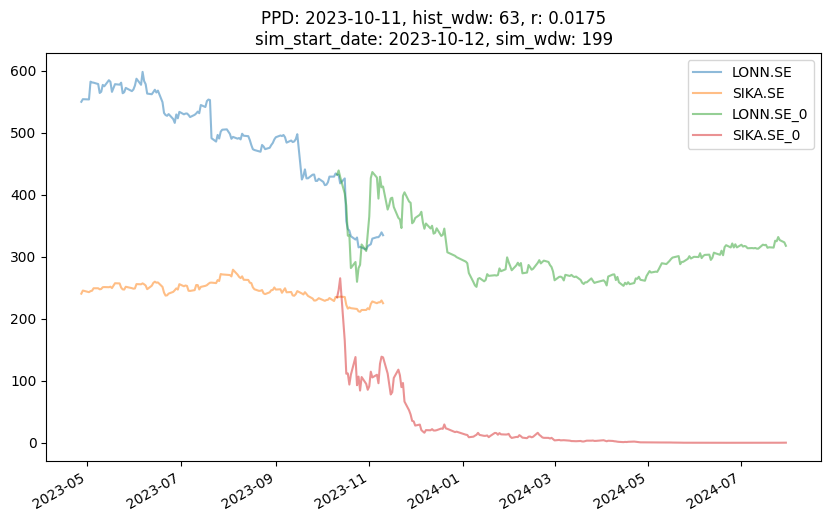 PPD: 2023-10-11, hist_wdw: 63, r: 0.0175
sim_start_date: 2023-10-12, sim_wdw: 199
LONN.SE
SIKA.SE
LONN.SE_0
SIKA.SE_0
600
500
400
300
200
100
0
2023-05
2023-07
2023-09
2023-11
2024-01
2024-03
2024-05
2024-07